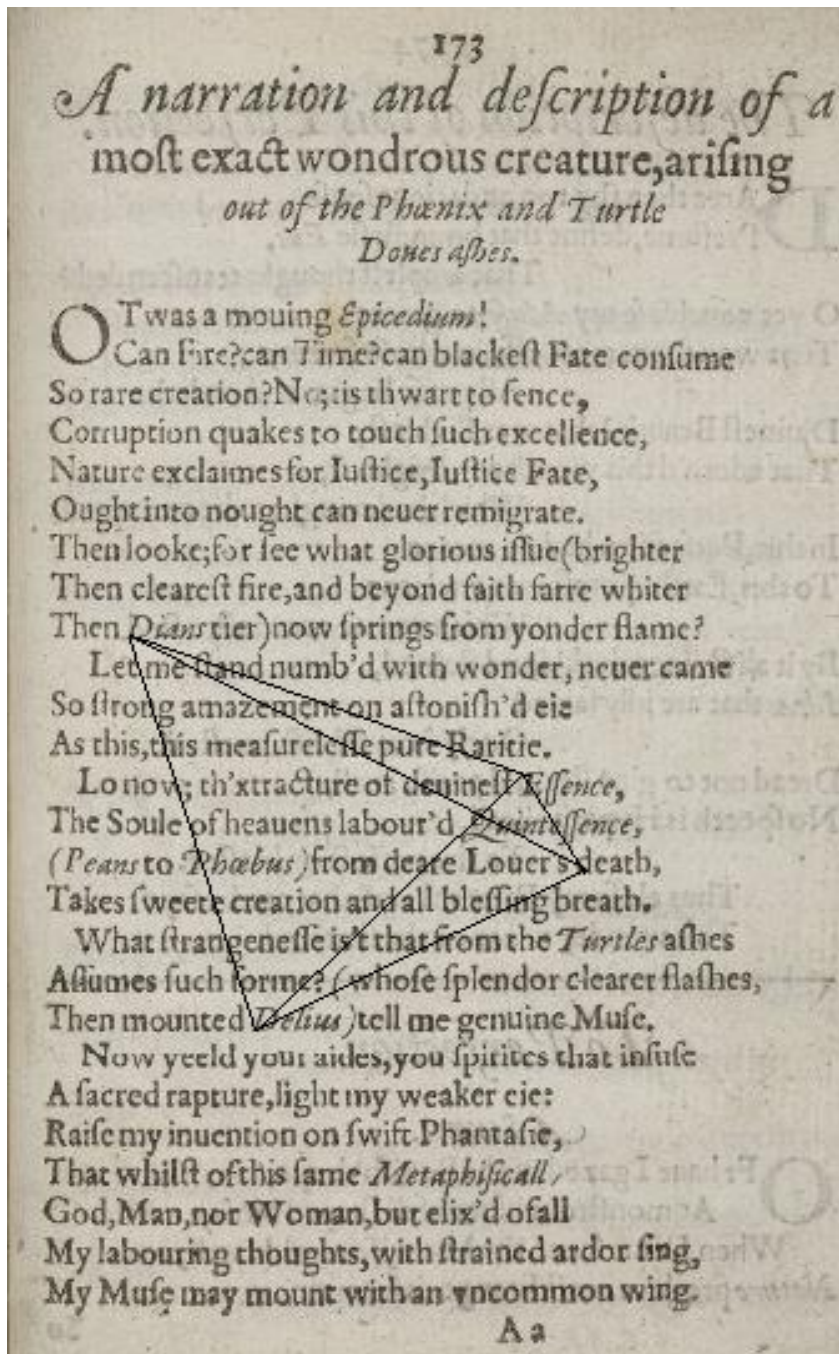 173
A narration and deſcription of a
moſt exact wondrous creature,ariſing
out of the Phœnix and Turtle
Doues aſhes.
O Twas a mouing Epicedium!
Can Fire?can Time?can blackeſt Fate conſume
So rare creation?No;tis thwart to ſence,
Corruption quakes to touch ſuch excellence,
Nature exclaimes for Iuſtice,Iuſtice Fate,
Ought into nought can neuer remigrate.
Then looke;for ſee what glorious iſſue(brighter
Then cleareſt fire,and beyond faith farre whiter
Then Dians tier)now ſprings from yonder flame?
Let me ſtand numb'd with wonder, neuer came
So ſtrong amazement on aſtoniſh'd eie
As this,this meaſureleſſe pure Raritie.
Lo now; th'xtracture of deuineſt Eſſence,
The Soule of heauens labour'd Quinteſſence,
(Peans to Phœbus)from deare Louer's death,
Takes ſweete creation and all bleſſing breath.
What ſtrangeneſſe is't that from the Turtles aſhes
Aſſumes ſuch forme?(whoſe ſplendor clearer flaſhes,
Then mounted Delius)tell me genuine Muſe.
Now yeeld your aides,you ſpirites that infuſe
A ſacred rapture,light my weaker eie:
Raiſe my inuention on ſwift Phantaſie,
That whilſt of this ſame Metaphiſicall,
God,Man,nor Woman,but elix'd of all
My labouring thoughts,with ſtrained ardor ſing,
My Muſe may mount with an vncommon wing.
A a